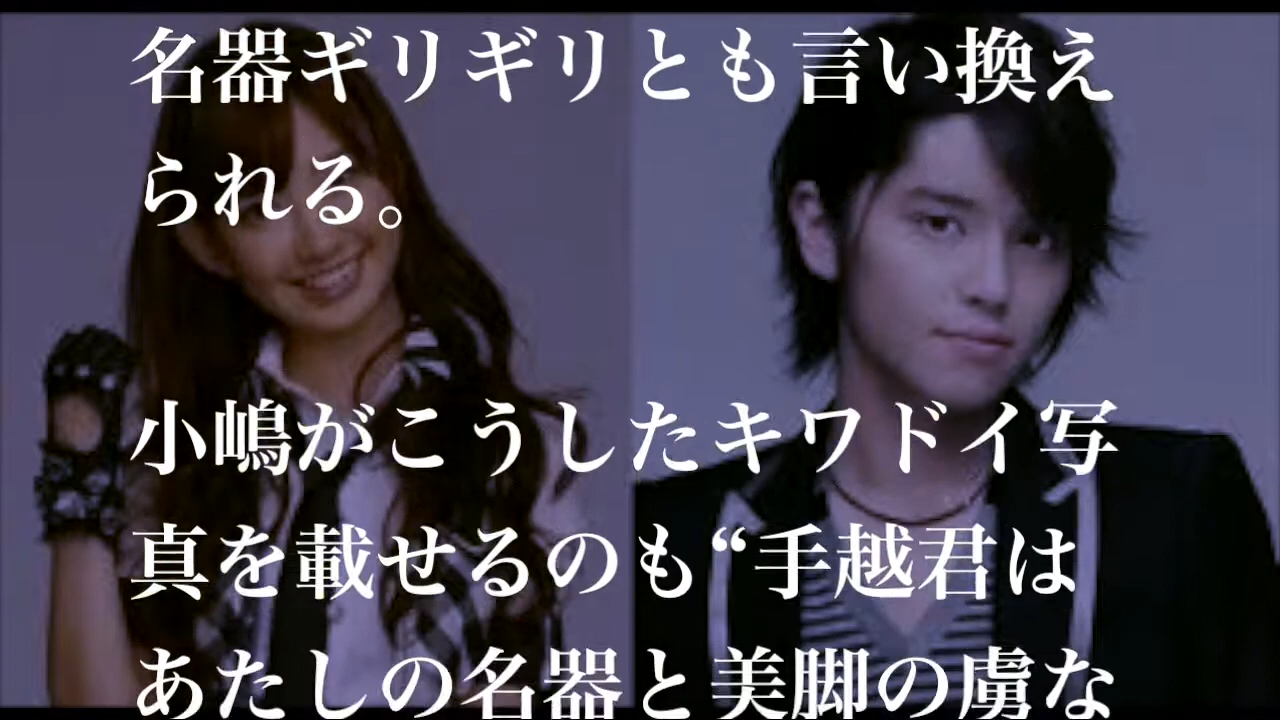 名器ギリギリとも言い換え
られる。
小嶋がこうしたキワドイ写
真を載せるのも“手越君は
あたしの名器と美脚の虜な